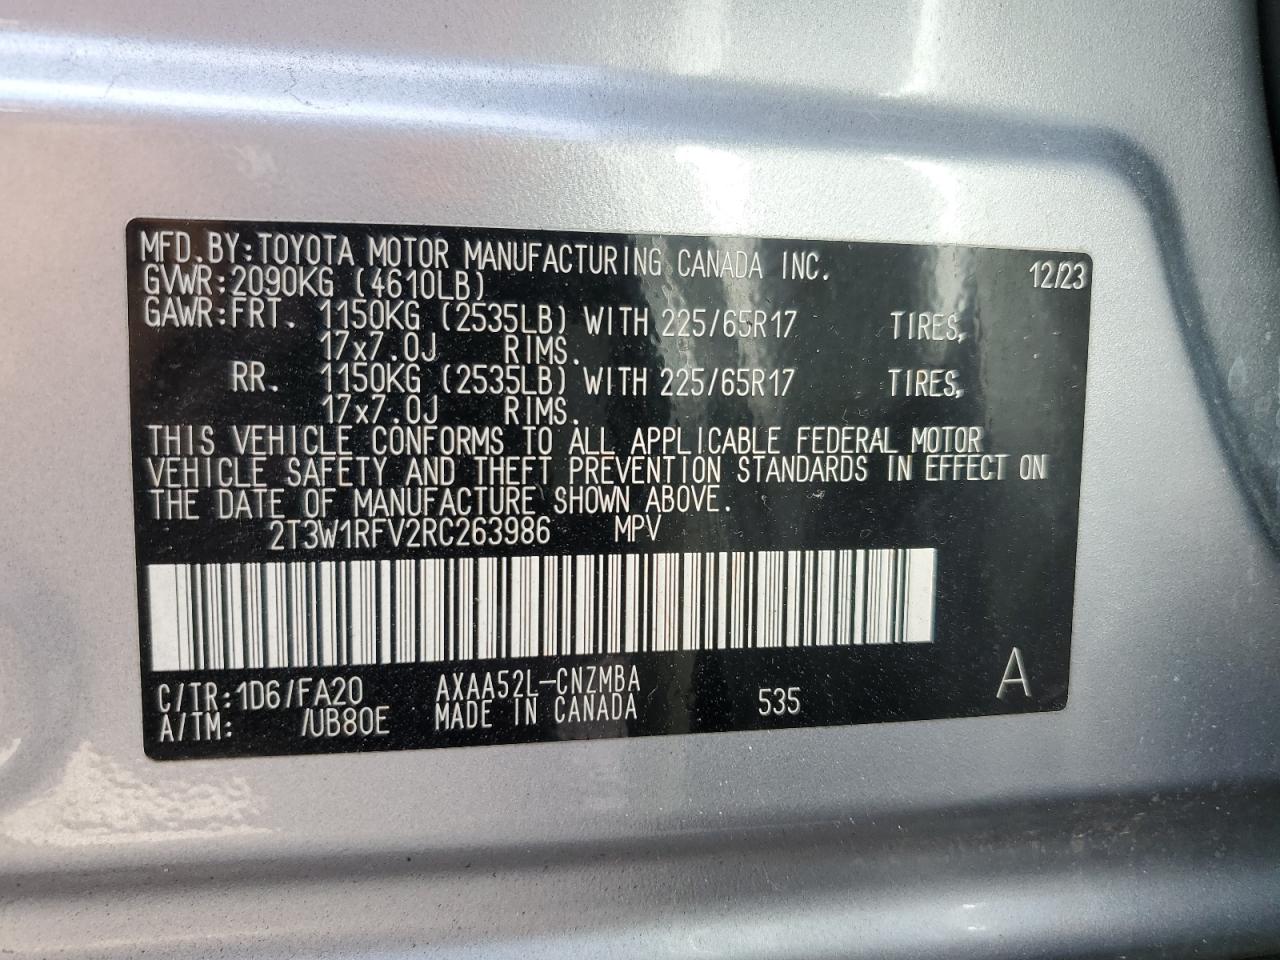 MFD.BY:TOYOTA MOTOR MANUFACTURING CANADA INC. 12/23
GVWR:2090KG (4610LB)
GAWR:FRT. 1150KG (2535LB) WITH 225/65R17 TIRES,
17x7.0J RIMS.
RR. 1150KG (2535LB) WITH 225/65R17 TIRES,
17x7.0J RIMS.
THIS VEHICLE CONFORMS TO ALL APPLICABLE FEDERAL MOTOR
VEHICLE SAFETY AND THEFT PREVENTION STANDARDS IN EFFECT ON
THE DATE OF MANUFACTURE SHOWN ABOVE.
2T3W1RFV2RC263986 MPV
C/TR:1D6/FA20 AXAA52L-CNZMBA
A/TM: /UB80E MADE IN CANADA 535 A